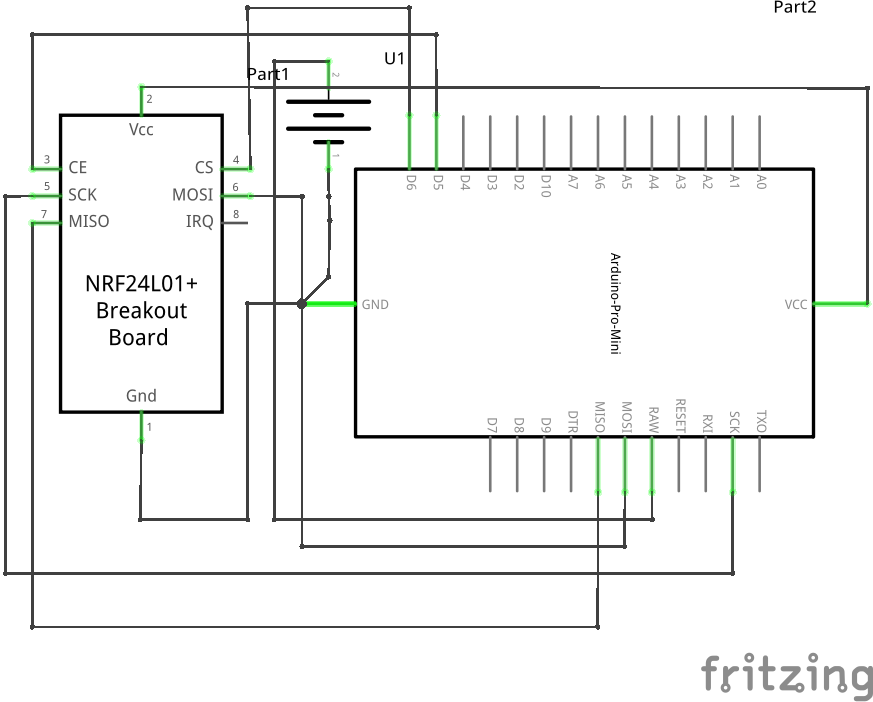 Part2
U1
Part1
2
2
Vcc
1
3
CE
CS
4
5
SCK
MOSI
6
7
MISO
IRQ
8
D6
D5
D4
D3
D2
D10
A7
A6
A5
A4
A3
A2
A1
A0
NRF24L01+
Breakout
Board
Arduino-Pro-Mini
GND
VCC
Gnd
1
D7
D8
D9
DTR
MISO
MOSI
RAW
RESET
RXI
SCK
TXO
fritzing